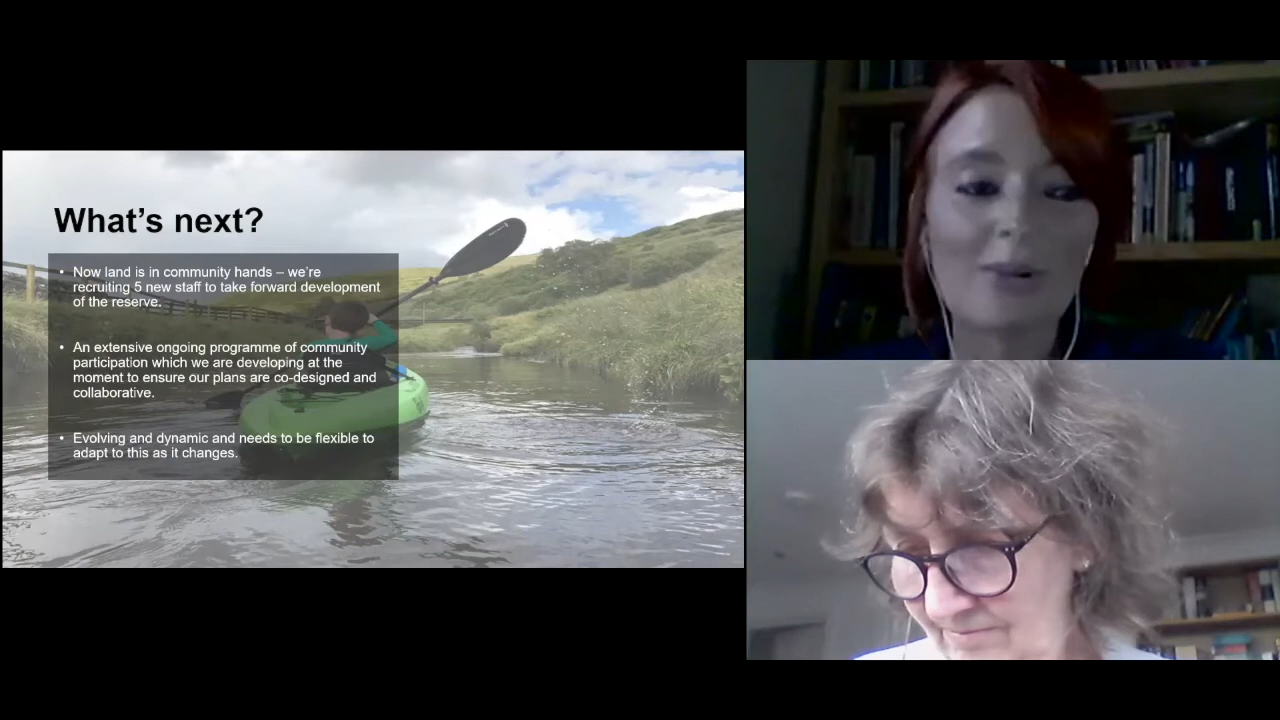 What’s next?
• Now land is in community hands – we’re
recruiting 5 new staff to take forward development
of the reserve.
• An extensive ongoing programme of community
participation which we are developing at the
moment to ensure our plans are co-designed and
collaborative.
• Evolving and dynamic and needs to be flexible to
adapt to this as it changes.